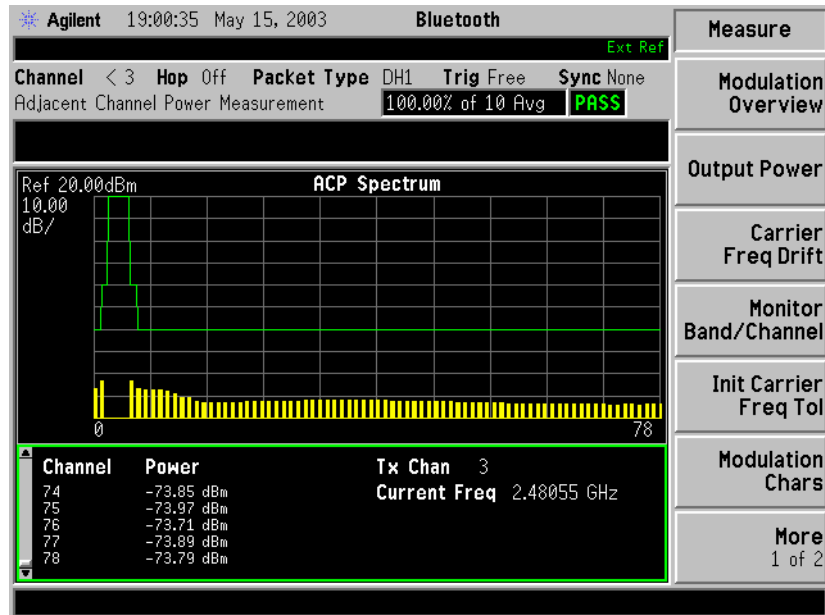 Agilent 19:00:35 May 15, 2003 Bluetooth
Ext Ref
Channel < 3 Hop Off Packet Type DH1 Trig Free Sync None
Adjacent Channel Power Measurement 100.00% of 10 Avg PASS
Ref 20.00dBm ACP Spectrum
10.00
dB/
0 78
Channel Power Tx Chan 3
74 -73.85 dBm Current Freq 2.48055 GHz
75 -73.97 dBm
76 -73.71 dBm
77 -73.89 dBm
78 -73.79 dBm
Measure
Modulation
Overview
Output Power
Carrier
Freq Drift
Monitor
Band/Channel
Init Carrier
Freq Tol
Modulation
Chars
More
1 of 2